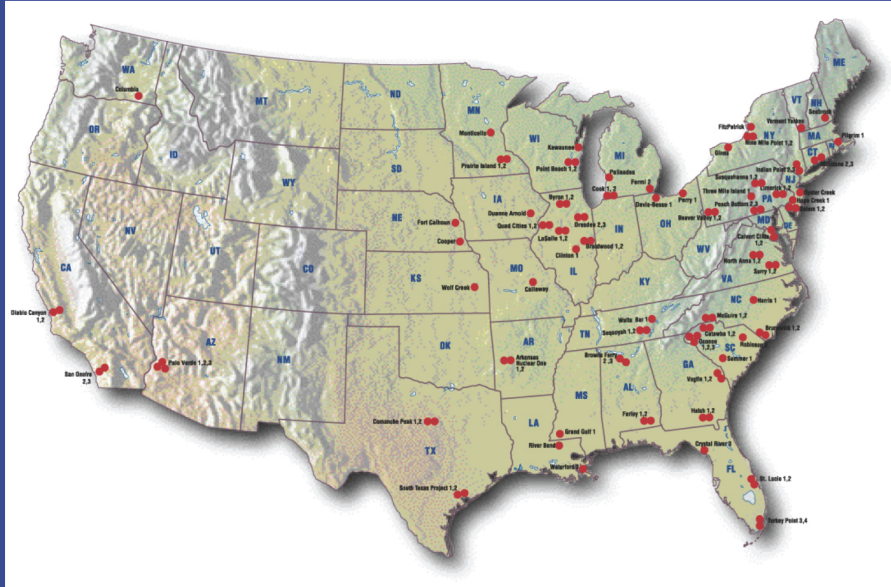 WA
Columbia
OR
ID
MT
ND
SD
WY
NE
NV
UT
CO
CA
AZ
NM
KS
OK
TX
MN
Monticello
Prairie Island 1,2
WI
Kewaunee
Point Beach 1,2
MI
Palisades
Cook 1, 2
Fermi 2
Davis-Besse 1
Perry 1
IA
Duane Arnold
Fort Calhoun
Cooper
Quad Cities 1,2
Byron 1,2
Dresden 2,3
LaSalle 1,2
Braidwood 1,2
Clinton 1
IL
IN
OH
Beaver Valley 1,2
Wolf Creek
MO
Callaway
KY
WV
VA
AR
Arkansas
Nuclear One
1,2
TN
Watts Bar 1
Sequoyah 1,2
Browns Ferry
2 ,3
MS
AL
GA
LA
Grand Gulf 1
River Bend
Waterford 3
Farley 1,2
Hatch 1,2
Vogtle 1,2
Crystal River 3
FL
St. Lucie 1,2
Turkey Point 3,4
Diablo Canyon
1,2
San Onofre
2,3
Palo Verde 1,2,3
Comanche Peak 1,2
South Texas Project 1,2
NC
Harris 1
McGuire 1,2
Catawba 1,2
Oconee
1,2,3
SC
Robinson
Summer 1
Brunswick 1,2
North Anna 1,2
Surry 1,2
Calvert Cliffs
1,2
MD
DE
PA
Susquehanna 1,2
Three Mile Island 1
Peach Bottom 2,3
Limerick 1,2
NJ
Oyster Creek
Hope Creek 1
Salem 1,2
Indian Point 2,3
NY
FitzPatrick
Nine Mile Point 1,2
Ginna
VT
Vermont Yankee
NH
Seabrook
ME
MA
Pilgrim 1
CT
Millstone 2,3